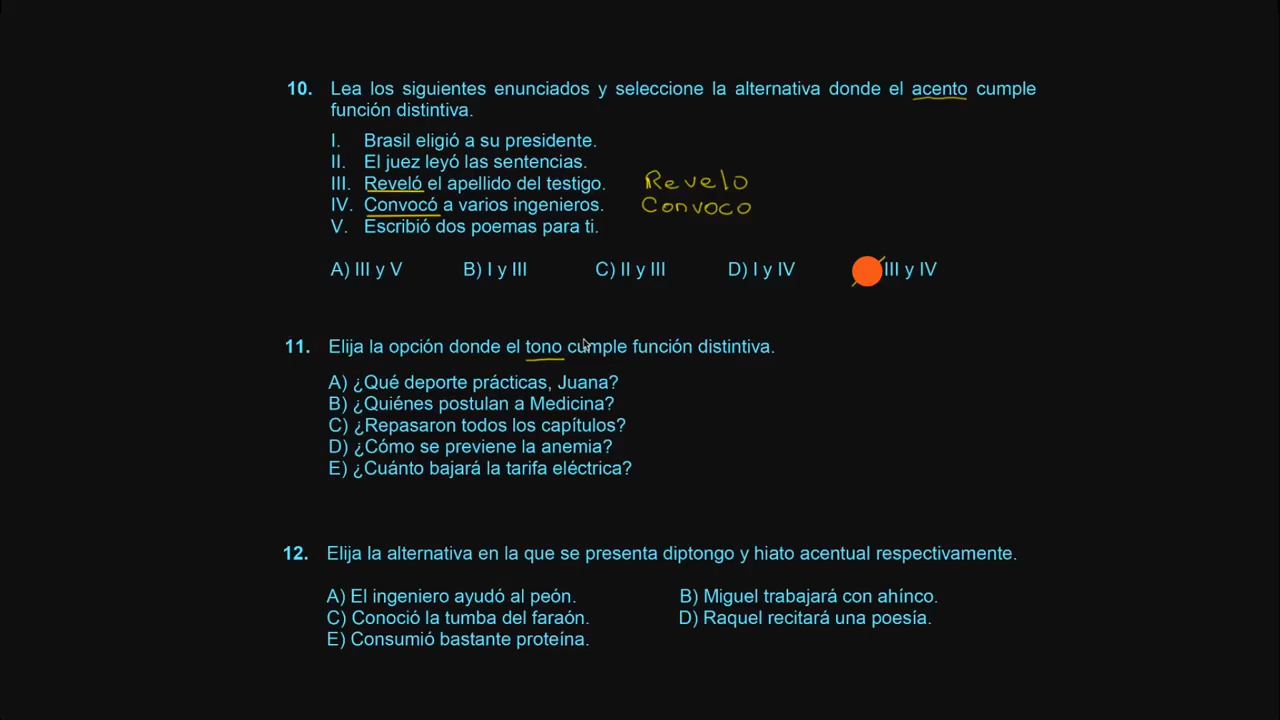 10. Lea los siguientes enunciados y seleccione la alternativa donde el acento cumple
función distintiva.
I. Brasil eligió a su presidente.
II. El juez leyó las sentencias.
III. Reveló el apellido del testigo. Revelo
IV. Convocó a varios ingenieros. Convoco
V. Escribió dos poemas para ti.
A) III y V B) I y III C) II y III D) I y IV III y IV
11. Elija la opción donde el tono cumple función distintiva.
A) ¿Qué deporte prácticas, Juana?
B) ¿Quiénes postulan a Medicina?
C) ¿Repasaron todos los capítulos?
D) ¿Cómo se previene la anemia?
E) ¿Cuánto bajará la tarifa eléctrica?
12. Elija la alternativa en la que se presenta diptongo y hiato acentual respectivamente.
A) El ingeniero ayudó al peón. B) Miguel trabajará con ahínco.
C) Conoció la tumba del faraón. D) Raquel recitará una poesía.
E) Consumió bastante proteína.